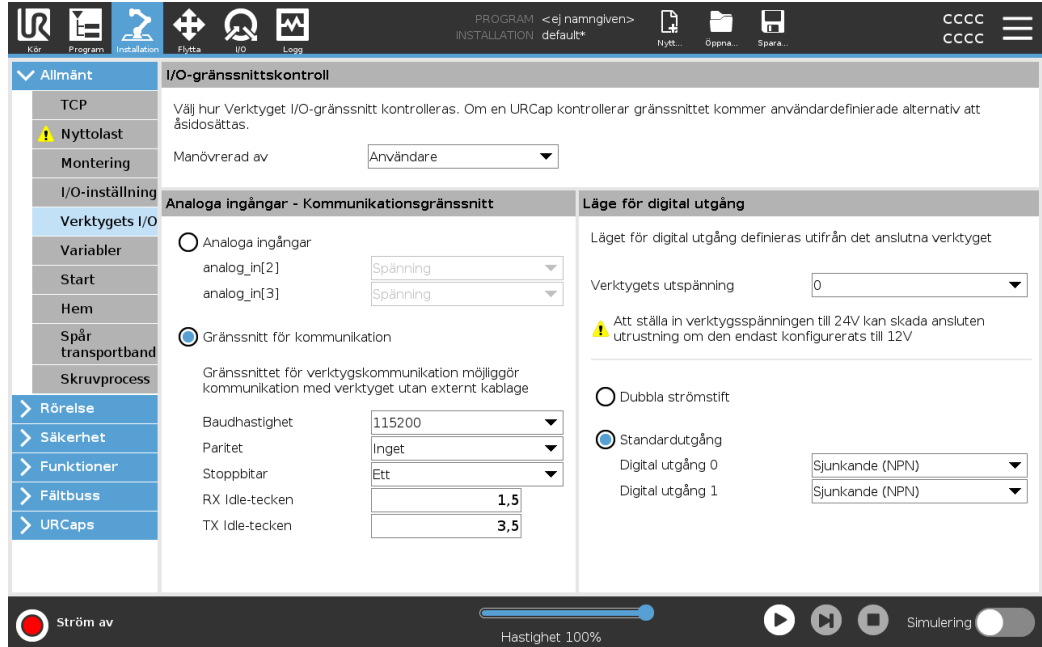 PROGRAM <ej namngiven>
INSTALLATION default*
Kör
Program
Installation
Flytta
I/O
Logg
Nytt...
Öppna...
Spara...
CCCC
CCCC
Allmänt
TCP
Nyttolast
Montering
I/O-inställning
Verktygets I/O
Variabler
Start
Hem
Spår
transportband
Skruvprocess
Rörelse
Säkerhet
Funktioner
Fältbuss
URCaps
I/O-gränssnittskontroll
Välj hur Verktyget I/O-gränssnitt kontrolleras. Om en URCap kontrollerar gränssnittet kommer användardefinierade alternativ att
åsidosättas.
Manövrerad av Användare
Analoga ingångar - Kommunikationsgränssnitt
Analoga ingångar
analog_in[2] Spänning
analog_in[3] Spänning
Gränssnitt för kommunikation
Gränssnittet för verktygskommunikation möjliggör
kommunikation med verktyget utan externt kablage
Baudhastighet 115200
Paritet Inget
Stoppbitar Ett
RX Idle-tecken 1,5
TX Idle-tecken 3,5
Läge för digital utgång
Läget för digital utgång definieras utifrån det anslutna verktyget
Verktygets utspänning 0
Att ställa in verktygsspänningen till 24V kan skada ansluten
utrustning om den endast konfigurerats till 12V
Dubbla strömstift
Standardutgång
Digital utgång 0 Sjunkande (NPN)
Digital utgång 1 Sjunkande (NPN)
Ström av
Hastighet 100%
Simulering